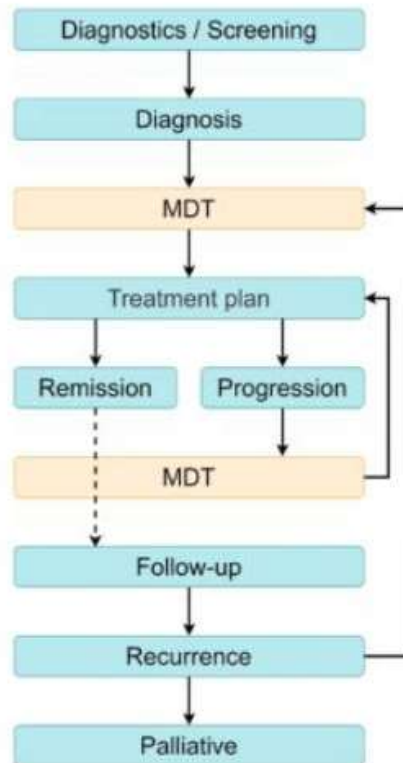 Diagnostics / Screening
Diagnosis
MDT
Treatment plan
Remission
Progression
MDT
Follow-up
Recurrence
Palliative